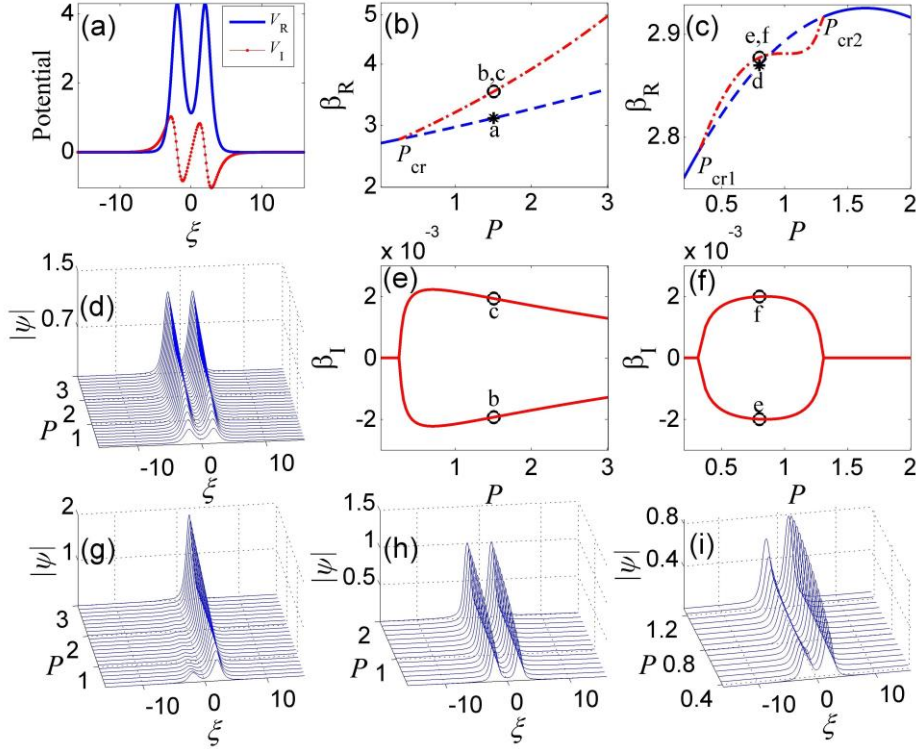 (a)
V_R
V_I
4
2
0
Potential
-10 0 10
ξ
(b)
5
4
3
2
β_R
b,c
a
P_cr
0 1 2 3
P
(c)
2.9
2.8
β_R
e,f
d
P_cr1
P_cr2
0.5 1 1.5 2
P
(d)
1.5
0.7
|ψ|
3
2
1
P
-10 0 10
ξ
x 10^-3
(e)
2
0
-2
β_I
c
b
0 1 2 3
P
x 10^-3
(f)
2
0
-2
β_I
f
e
0.5 1 1.5 2
P
(g)
2
1
|ψ|
3
2
1
P
-10 0 10
ξ
(h)
1.5
1
0.5
|ψ|
2
1
P
-10 0 10
ξ
(i)
0.8
0.4
|ψ|
1.2
0.8
0.4
P
-10 0 10
ξ